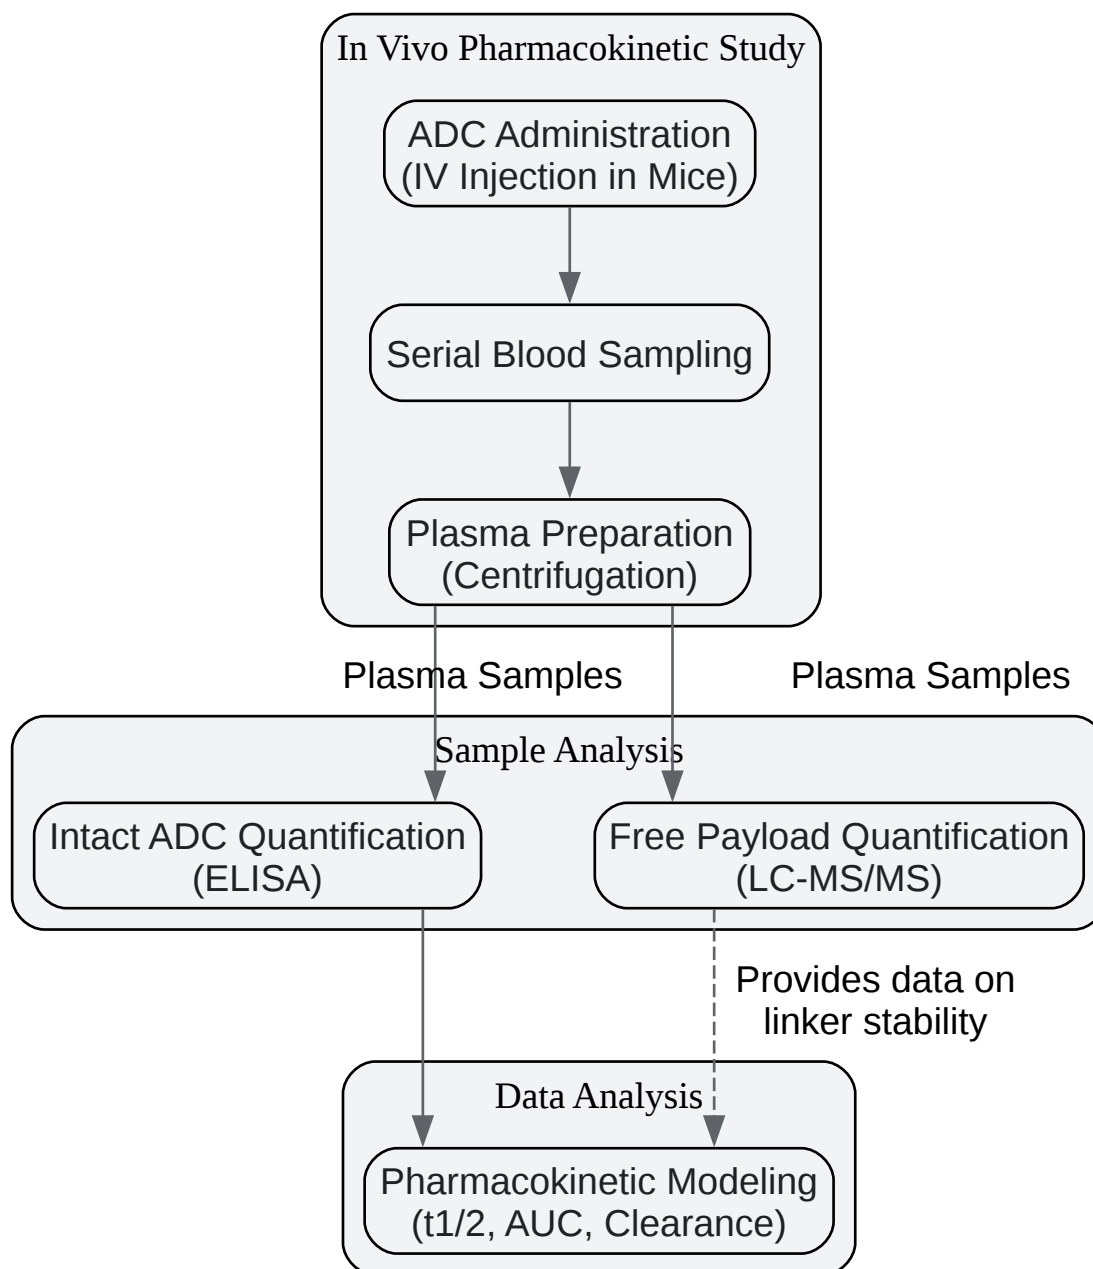 In Vivo Pharmacokinetic Study
ADC Administration
(IV Injection in Mice)
Serial Blood Sampling
Plasma Preparation
(Centrifugation)
Plasma Samples
Plasma Samples
Sample Analysis
Intact ADC Quantification
(ELISA)
Free Payload Quantification
(LC-MS/MS)
Provides data on
linker stability
Data Analysis
Pharmacokinetic Modeling
(t1/2, AUC, Clearance)